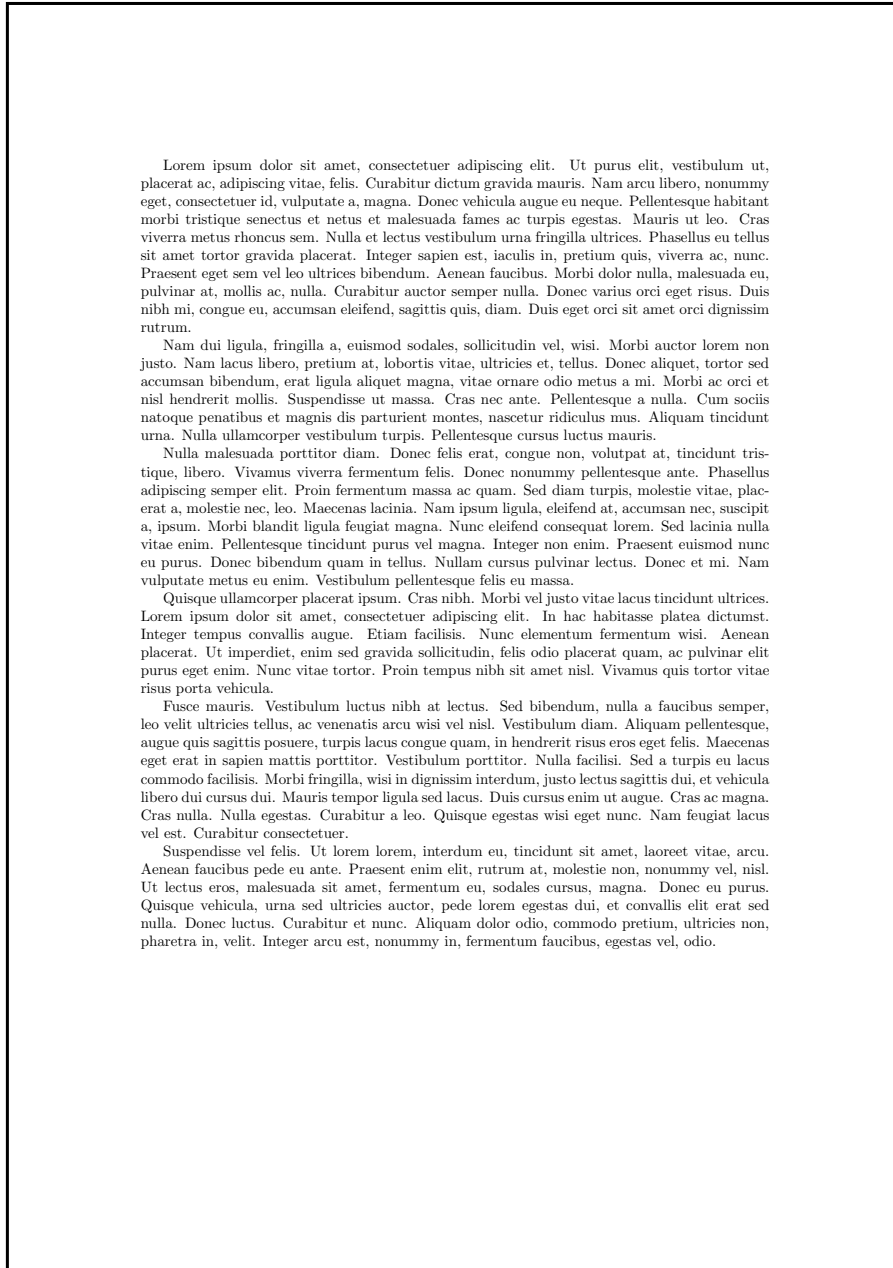 Lorem ipsum dolor sit amet, consectetuer adipiscing elit. Ut purus elit, vestibulum ut,
placerat ac, adipiscing vitae, felis. Curabitur dictum gravida mauris. Nam arcu libero, nonummy
eget, consectetuer id, vulputate a, magna. Donec vehicula augue eu neque. Pellentesque habitant
morbi tristique senectus et netus et malesuada fames ac turpis egestas. Mauris ut leo. Cras
viverra metus rhoncus sem. Nulla et lectus vestibulum urna fringilla ultrices. Phasellus eu tellus
sit amet tortor gravida placerat. Integer sapien est, iaculis in, pretium quis, viverra ac, nunc.
Praesent eget sem vel leo ultrices bibendum. Aenean faucibus. Morbi dolor nulla, malesuada eu,
pulvinar at, mollis ac, nulla. Curabitur auctor semper nulla. Donec varius orci eget risus. Duis
nibh mi, congue eu, accumsan eleifend, sagittis quis, diam. Duis eget orci sit amet orci dignissim
rutrum.
Nam dui ligula, fringilla a, euismod sodales, sollicitudin vel, wisi. Morbi auctor lorem non
justo. Nam lacus libero, pretium at, lobortis vitae, ultricies et, tellus. Donec aliquet, tortor sed
accumsan bibendum, erat ligula aliquet magna, vitae ornare odio metus a mi. Morbi ac orci et
nisl hendrerit mollis. Suspendisse ut massa. Cras nec ante. Pellentesque a nulla. Cum sociis
natoque penatibus et magnis dis parturient montes, nascetur ridiculus mus. Aliquam tincidunt
urna. Nulla ullamcorper vestibulum turpis. Pellentesque cursus luctus mauris.
Nulla malesuada porttitor diam. Donec felis erat, congue non, volutpat at, tincidunt tris-
tique, libero. Vivamus viverra fermentum felis. Donec nonummy pellentesque ante. Phasellus
adipiscing semper elit. Proin fermentum massa ac quam. Sed diam turpis, molestie vitae, plac-
erat a, molestie nec, leo. Maecenas lacinia. Nam ipsum ligula, eleifend at, accumsan nec, suscipit
a, ipsum. Morbi blandit ligula feugiat magna. Nunc eleifend consequat lorem. Sed lacinia nulla
vitae enim. Pellentesque tincidunt purus vel magna. Integer non enim. Praesent euismod nunc
eu purus. Donec bibendum quam in tellus. Nullam cursus pulvinar lectus. Donec et mi. Nam
vulputate metus eu enim. Vestibulum pellentesque felis eu massa.
Quisque ullamcorper placerat ipsum. Cras nibh. Morbi vel justo vitae lacus tincidunt ultrices.
Lorem ipsum dolor sit amet, consectetuer adipiscing elit. In hac habitasse platea dictumst.
Integer tempus convallis augue. Etiam facilisis. Nunc elementum fermentum wisi. Aenean
placerat. Ut imperdiet, enim sed gravida sollicitudin, felis odio placerat quam, ac pulvinar elit
purus eget enim. Nunc vitae tortor. Proin tempus nibh sit amet nisl. Vivamus quis tortor vitae
risus porta vehicula.
Fusce mauris. Vestibulum luctus nibh at lectus. Sed bibendum, nulla a faucibus semper,
leo velit ultricies tellus, ac venenatis arcu wisi vel nisl. Vestibulum diam. Aliquam pellentesque,
augue quis sagittis posuere, turpis lacus congue quam, in hendrerit risus eros eget felis. Maecenas
eget erat in sapien mattis porttitor. Vestibulum porttitor. Nulla facilisi. Sed a turpis eu lacus
commodo facilisis. Morbi fringilla, wisi in dignissim interdum, justo lectus sagittis dui, et vehicula
libero dui cursus dui. Mauris tempor ligula sed lacus. Duis cursus enim ut augue. Cras ac magna.
Cras nulla. Nulla egestas. Curabitur a leo. Quisque egestas wisi eget nunc. Nam feugiat lacus
vel est. Curabitur consectetuer.
Suspendisse vel felis. Ut lorem lorem, interdum eu, tincidunt sit amet, laoreet vitae, arcu.
Aenean faucibus pede eu ante. Praesent enim elit, rutrum at, molestie non, nonummy vel, nisl.
Ut lectus eros, malesuada sit amet, fermentum eu, sodales cursus, magna. Donec eu purus.
Quisque vehicula, urna sed ultricies auctor, pede lorem egestas dui, et convallis elit erat sed
nulla. Donec luctus. Curabitur et nunc. Aliquam dolor odio, commodo pretium, ultricies non,
pharetra in, velit. Integer arcu est, nonummy in, fermentum faucibus, egestas vel, odio.